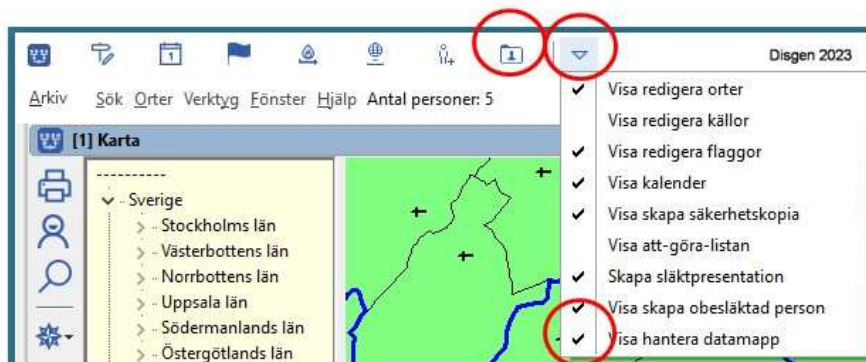 1
Disgen 2023
Arkiv Sök Orter Verktyg Fönster Hjälp Antal personer: 5
[1] Karta
----------
Sverige
Stockholms län
Västerbottens län
Norrbottens län
Uppsala län
Södermanlands län
Östergötlands län
Visa redigera orter
Visa redigera källor
Visa redigera flaggor
Visa kalender
Visa skapa säkerhetskopia
Visa att-göra-listan
Skapa släktpresentation
Visa skapa obesläktad person
Visa hantera datamapp